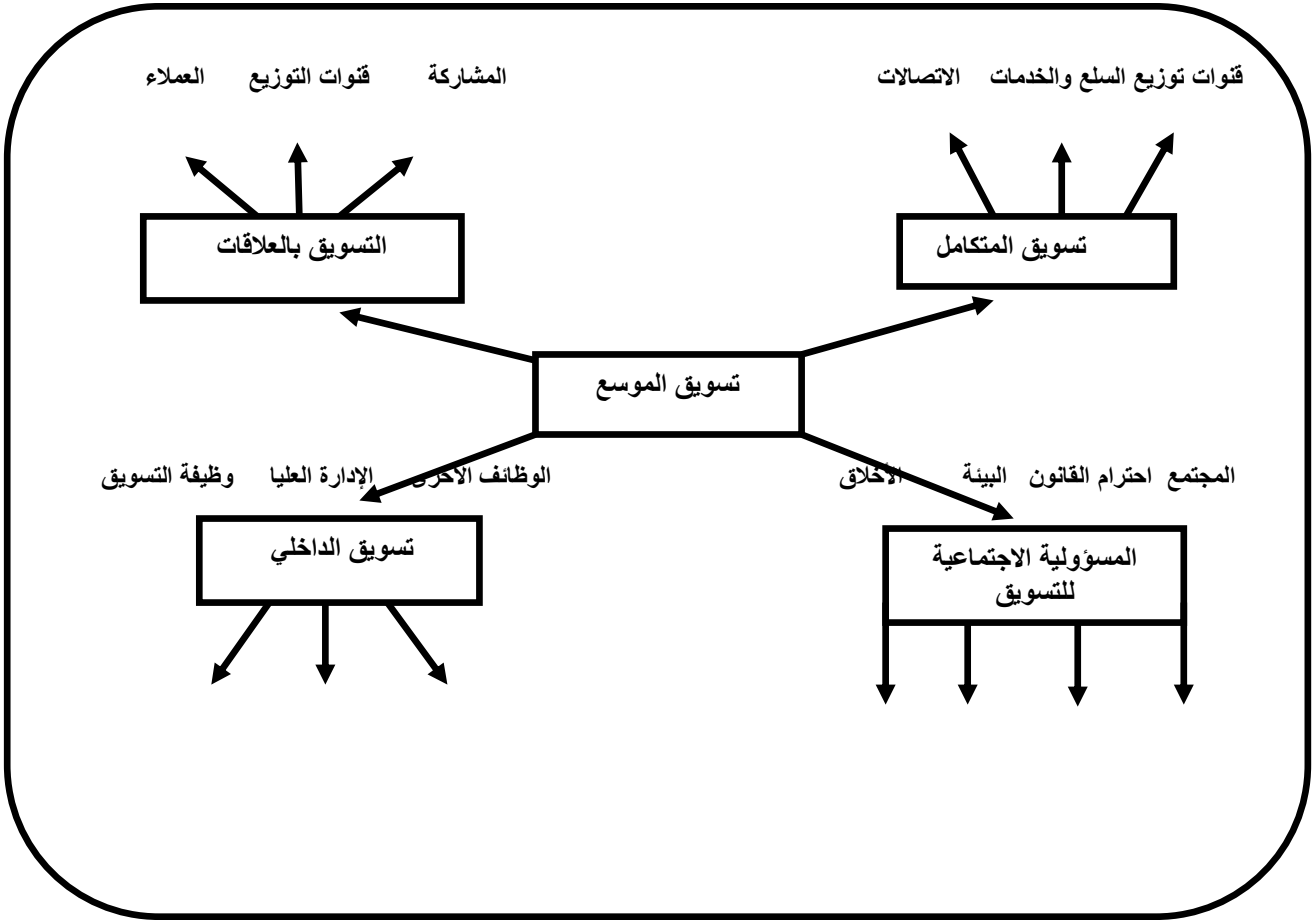 قنوات توزيع السلع والخدمات الاتصالات
المشاركة قنوات التوزيع العملاء
تسويق المتكامل
التسويق بالعلاقات
تسويق الموسع
المجتمع احترام القانون البيئة الأخلاق
الوظائف الأخرى الإدارة العليا وظيفة التسويق
المسؤولية الاجتماعية
للتسويق
تسويق الداخلي